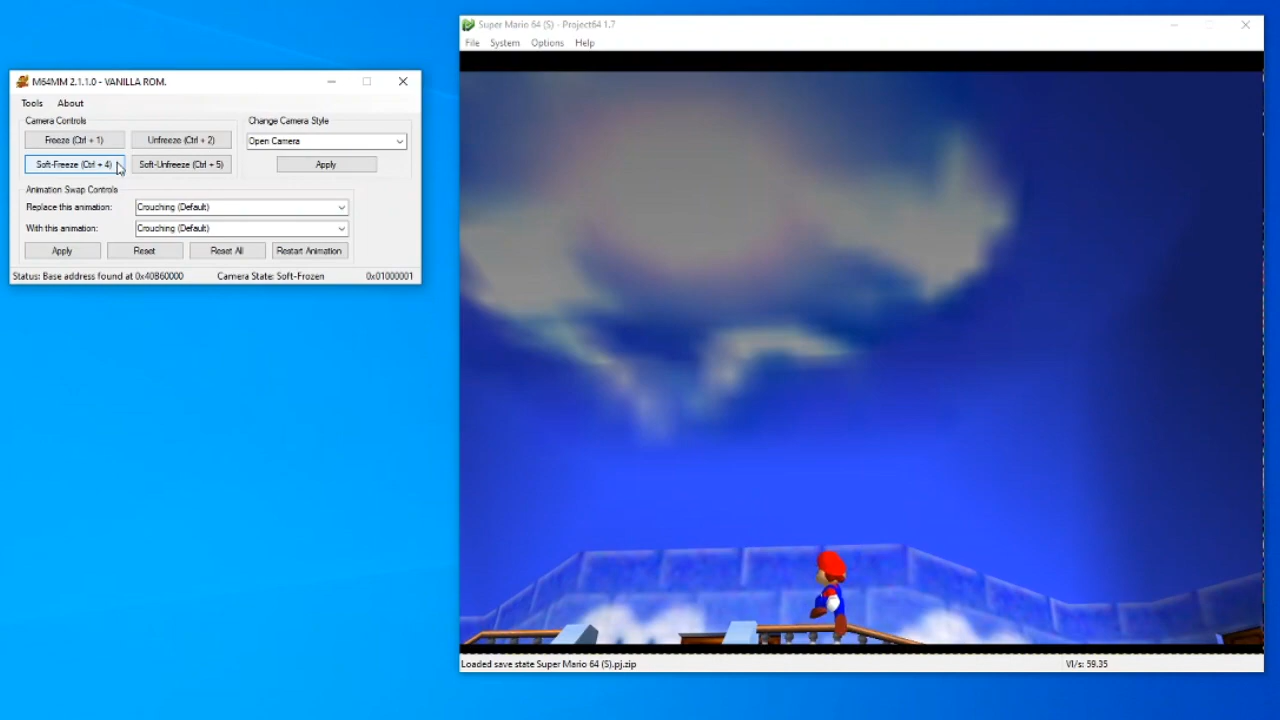 M64MM 2.1.1.0 - VANILLA ROM.
Tools About
Camera Controls
Freeze (Ctrl + 1) Unfreeze (Ctrl + 2)
Soft-Freeze (Ctrl + 4) Soft-Unfreeze (Ctrl + 5)
Change Camera Style
Open Camera
Apply
Animation Swap Controls
Replace this animation: Crouching (Default)
With this animation: Crouching (Default)
Apply Reset Reset All Restart Animation
Status: Base address found at 0x40B60000 Camera State: Soft-Frozen 0x01000001
Super Mario 64 (S) - Project64 1.7
File System Options Help
Loaded save state Super Mario 64 (S).pj.zip VI/s: 59.35